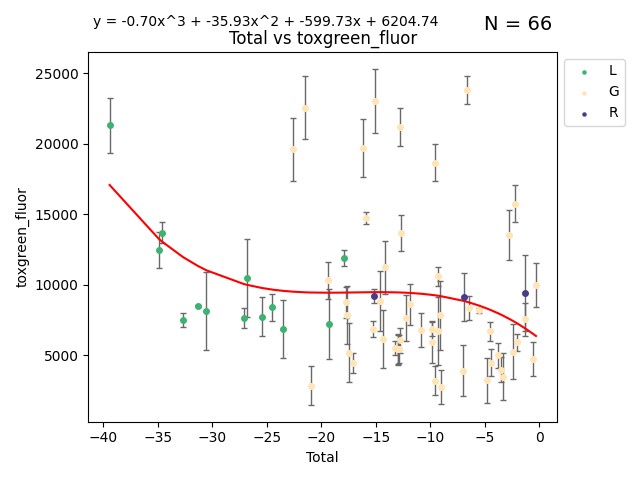 y = -0.70x^3 + -35.93x^2 + -599.73x + 6204.74
N = 66
Total vs toxgreen_fluor
L
G
R
25000
20000
15000
10000
5000
toxgreen_fluor
−40 −35 −30 −25 −20 −15 −10 −5 0
Total